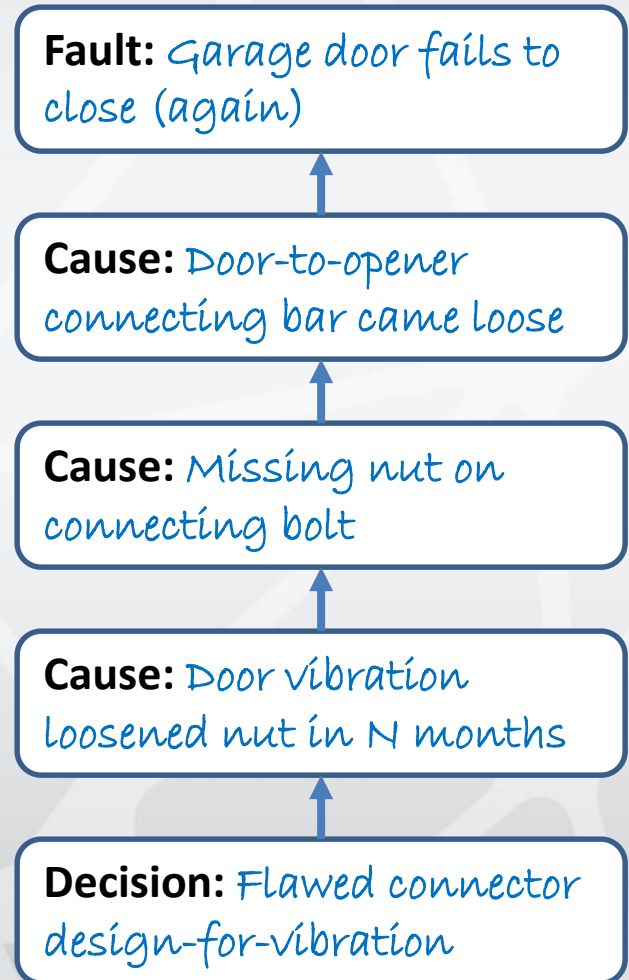 Fault: Garage door fails to
close (again)
Cause: Door-to-opener
connecting bar came loose
Cause: Missing nut on
connecting bolt
Cause: Door vibration
loosened nut in N months
Decision: Flawed connector
design-for-vibration